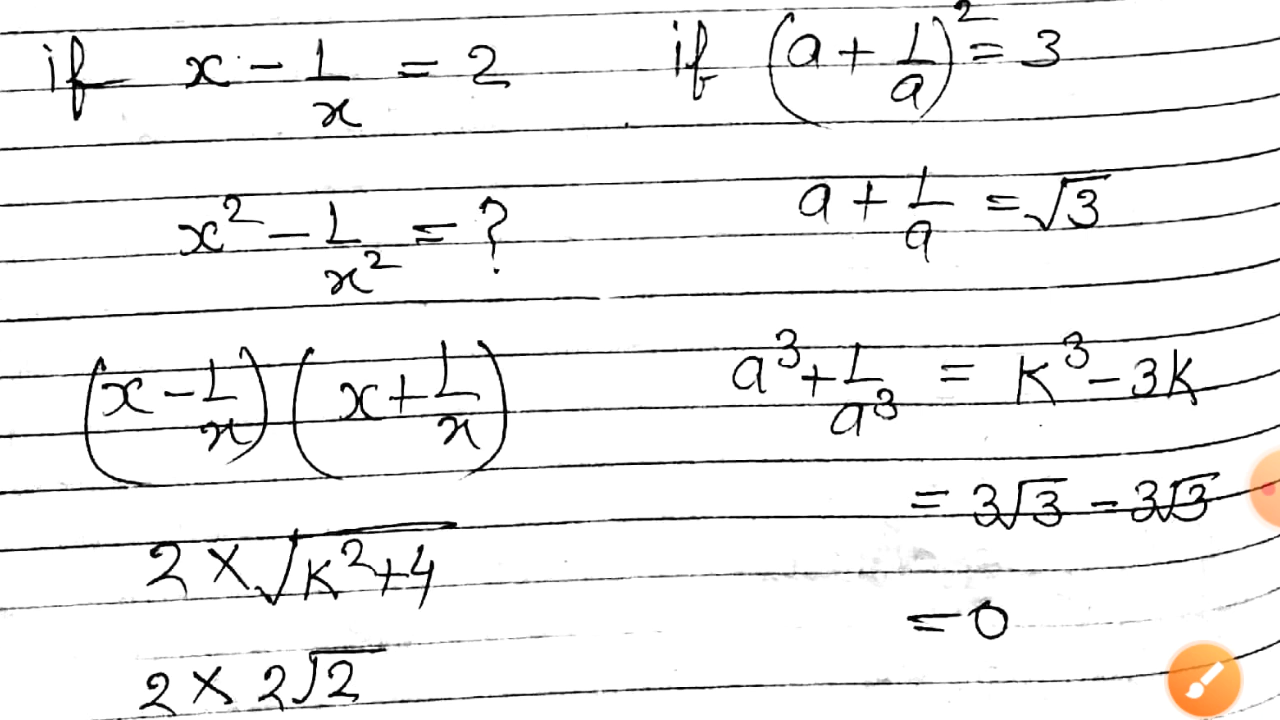 if x - 1/x = 2
x² - 1/x² = ?
(x - 1/x) (x + 1/x)
2 × √(K²+4)
2 × 2√2
if (a + 1/a)² = 3
a + 1/a = √3
a³ + 1/a³ = K³ - 3K
= 3√3 - 3√3
= 0